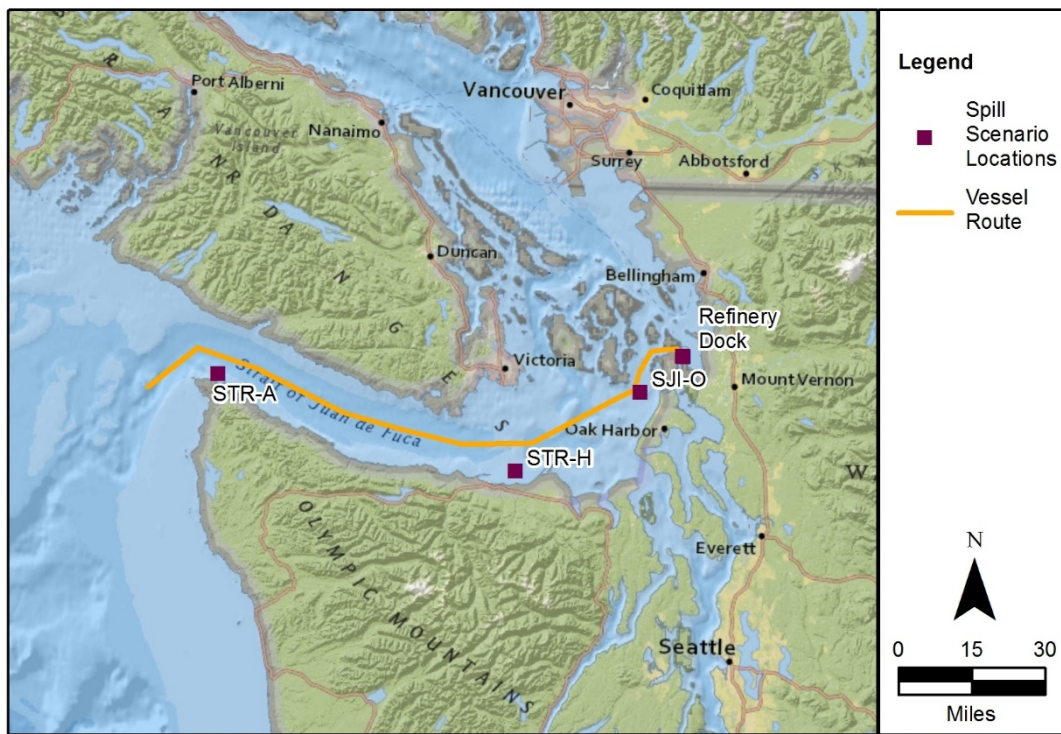 Port Alberni
Vancouver
Island
Nanaimo
Vancouver
Coquitlam
Surrey
Abbotsford
Duncan
Bellingham
Refinery
Dock
Victoria
SJI-O
Mount Vernon
STR-A
Strait of Juan de Fuca
Oak Harbor
STR-H
OLYMPIC MOUNTAINS
Everett
Seattle
Legend
Spill
Scenario
Locations
Vessel
Route
N
0 15 30
Miles